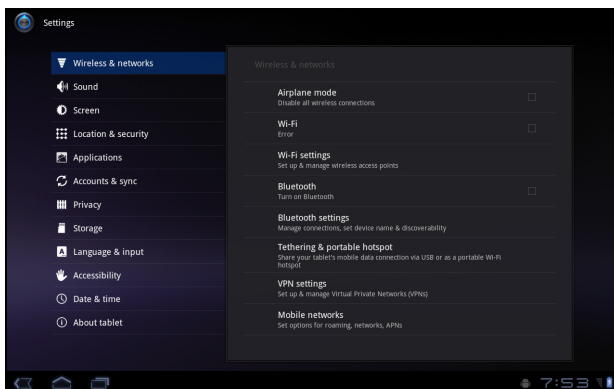 Settings
Wireless & networks
Sound
Screen
Location & security
Applications
Accounts & sync
Privacy
Storage
Language & input
Accessibility
Date & time
About tablet
Wireless & networks
Airplane mode
Disable all wireless connections
Wi-Fi
Error
Wi-Fi settings
Set up & manage wireless access points
Bluetooth
Turn on Bluetooth
Bluetooth settings
Manage connections, set device name & discoverability
Tethering & portable hotspot
Share your tablet's mobile data connection via USB or as a portable Wi-Fi
hotspot
VPN settings
Set up & manage Virtual Private Networks (VPNs)
Mobile networks
Set options for roaming, networks, APNs
7:53